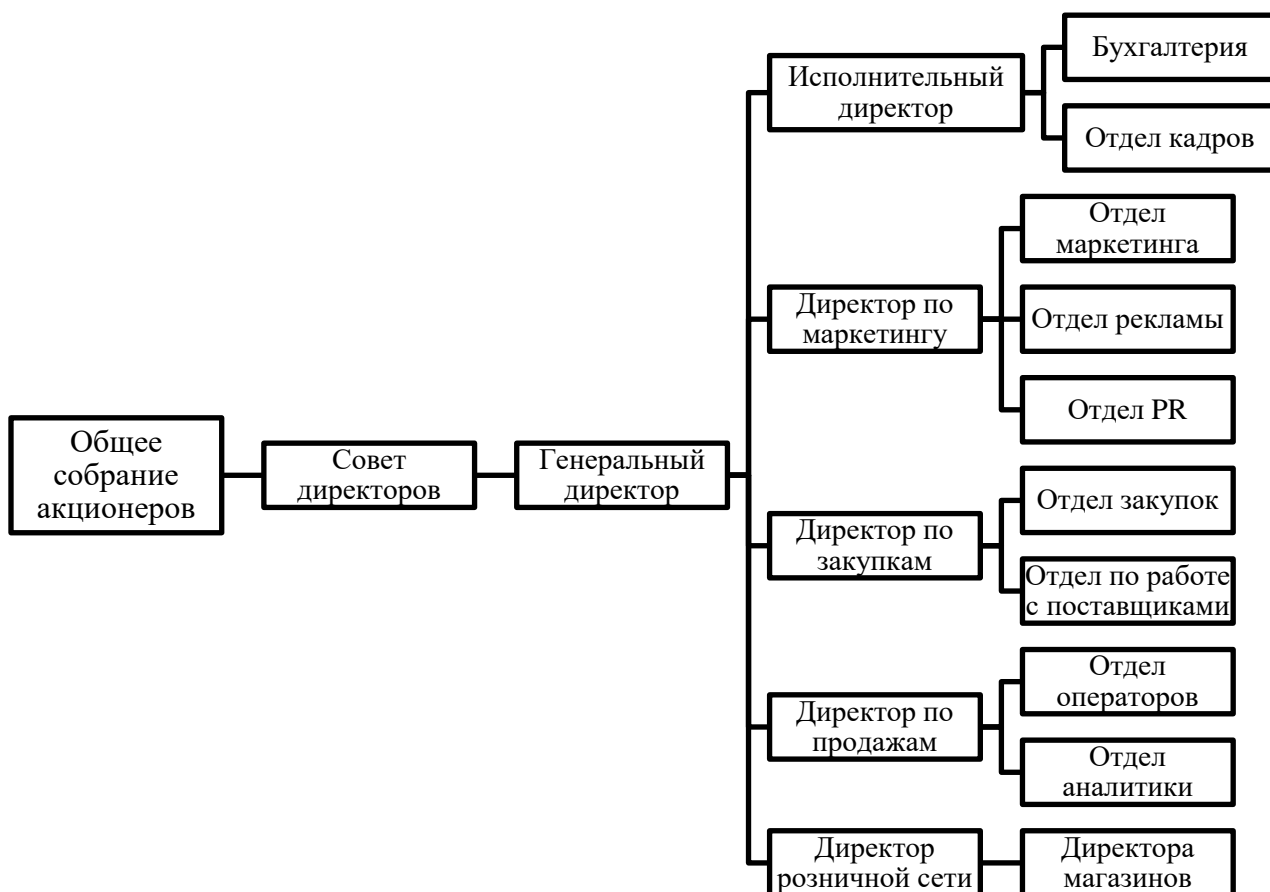 Общее
собрание
акционеров
Совет
директоров
Генеральный
директор
Исполнительный
директор
Бухгалтерия
Отдел кадров
Директор по
маркетингу
Отдел
маркетинга
Отдел рекламы
Отдел PR
Директор по
закупкам
Отдел закупок
Отдел по работе
с поставщиками
Директор по
продажам
Отдел
операторов
Отдел
аналитики
Директор
розничной сети
Директора
магазинов